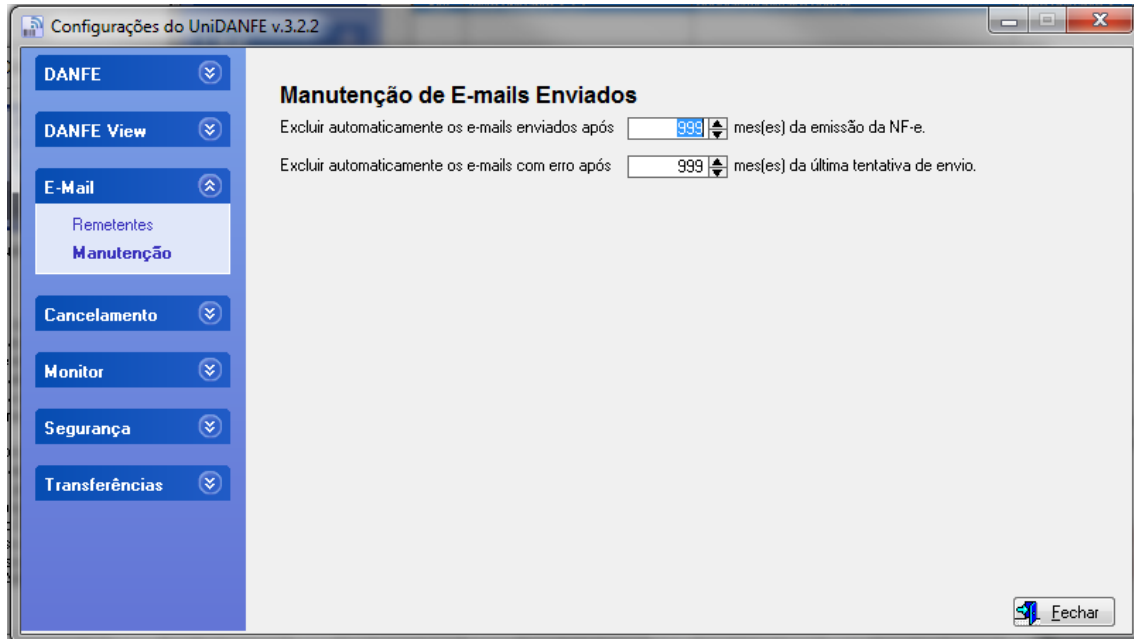 Configurações do UniDANFE v.3.2.2
DANFE
DANFE View
E-Mail
Remetentes
Manutenção
Cancelamento
Monitor
Segurança
Transferências
Manutenção de E-mails Enviados
Excluir automaticamente os e-mails enviados após 999 mes(es) da emissão da NF-e.
Excluir automaticamente os e-mails com erro após 999 mes(es) da última tentativa de envio.
Fechar